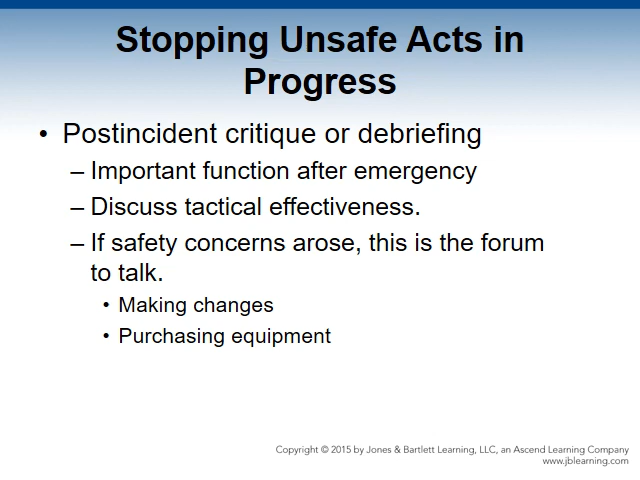 Stopping Unsafe Acts in
Progress
• Postincident critique or debriefing
– Important function after emergency
– Discuss tactical effectiveness.
– If safety concerns arose, this is the forum
to talk.
• Making changes
• Purchasing equipment
Copyright © 2015 by Jones & Bartlett Learning, LLC, an Ascend Learning Company
www.jblearning.com